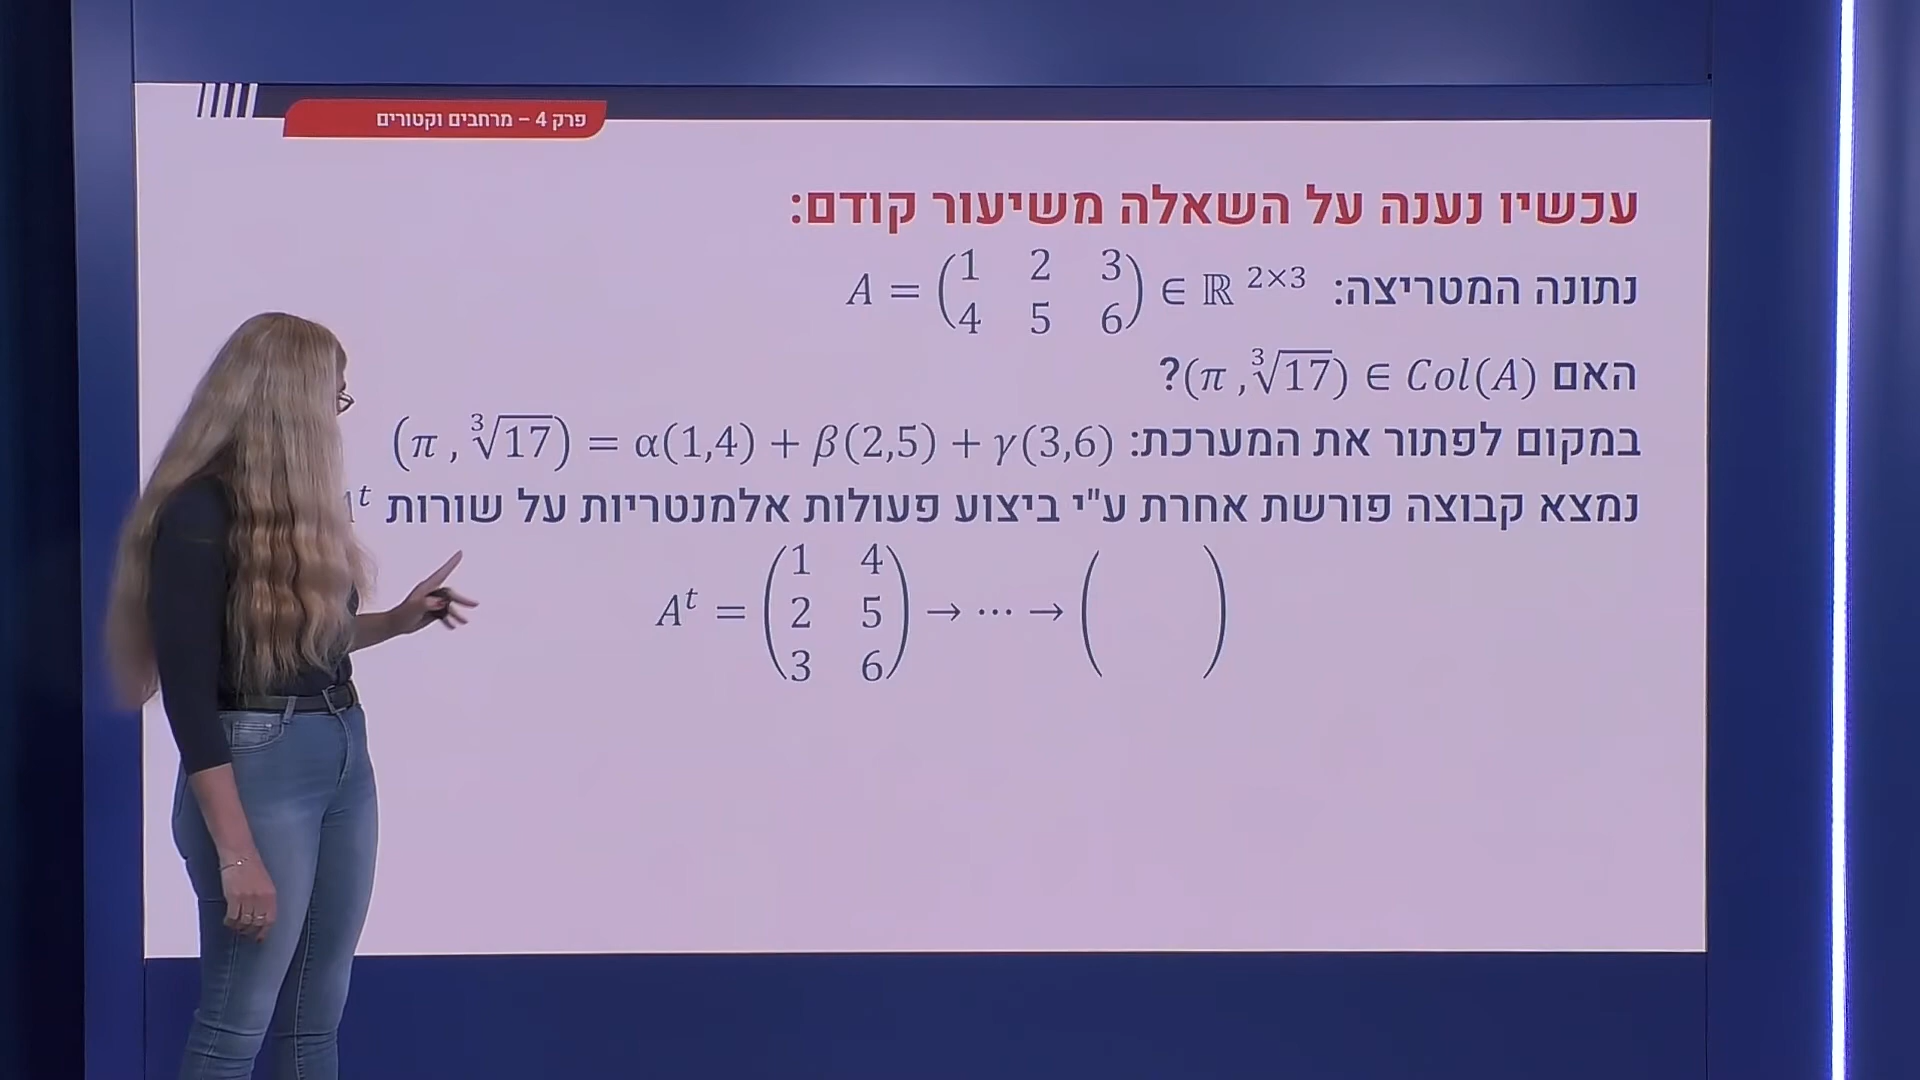 פרק 4 – מרחבים וקטורים
עכשיו נענה על השאלה משיעור קודם:
נתונה המטריצה: A = (1 2 3 / 4 5 6) ∈ ℝ^{2×3}
האם (π , ∛17) ∈ Col(A)?
במקום לפתור את המערכת: (π , ∛17) = α(1,4) + β(2,5) + γ(3,6)
נמצא קבוצה פורשת אחרת ע"י ביצוע פעולות אלמנטריות על שורות
A^t = (1 4 / 2 5 / 3 6) → ⋯ → ( )